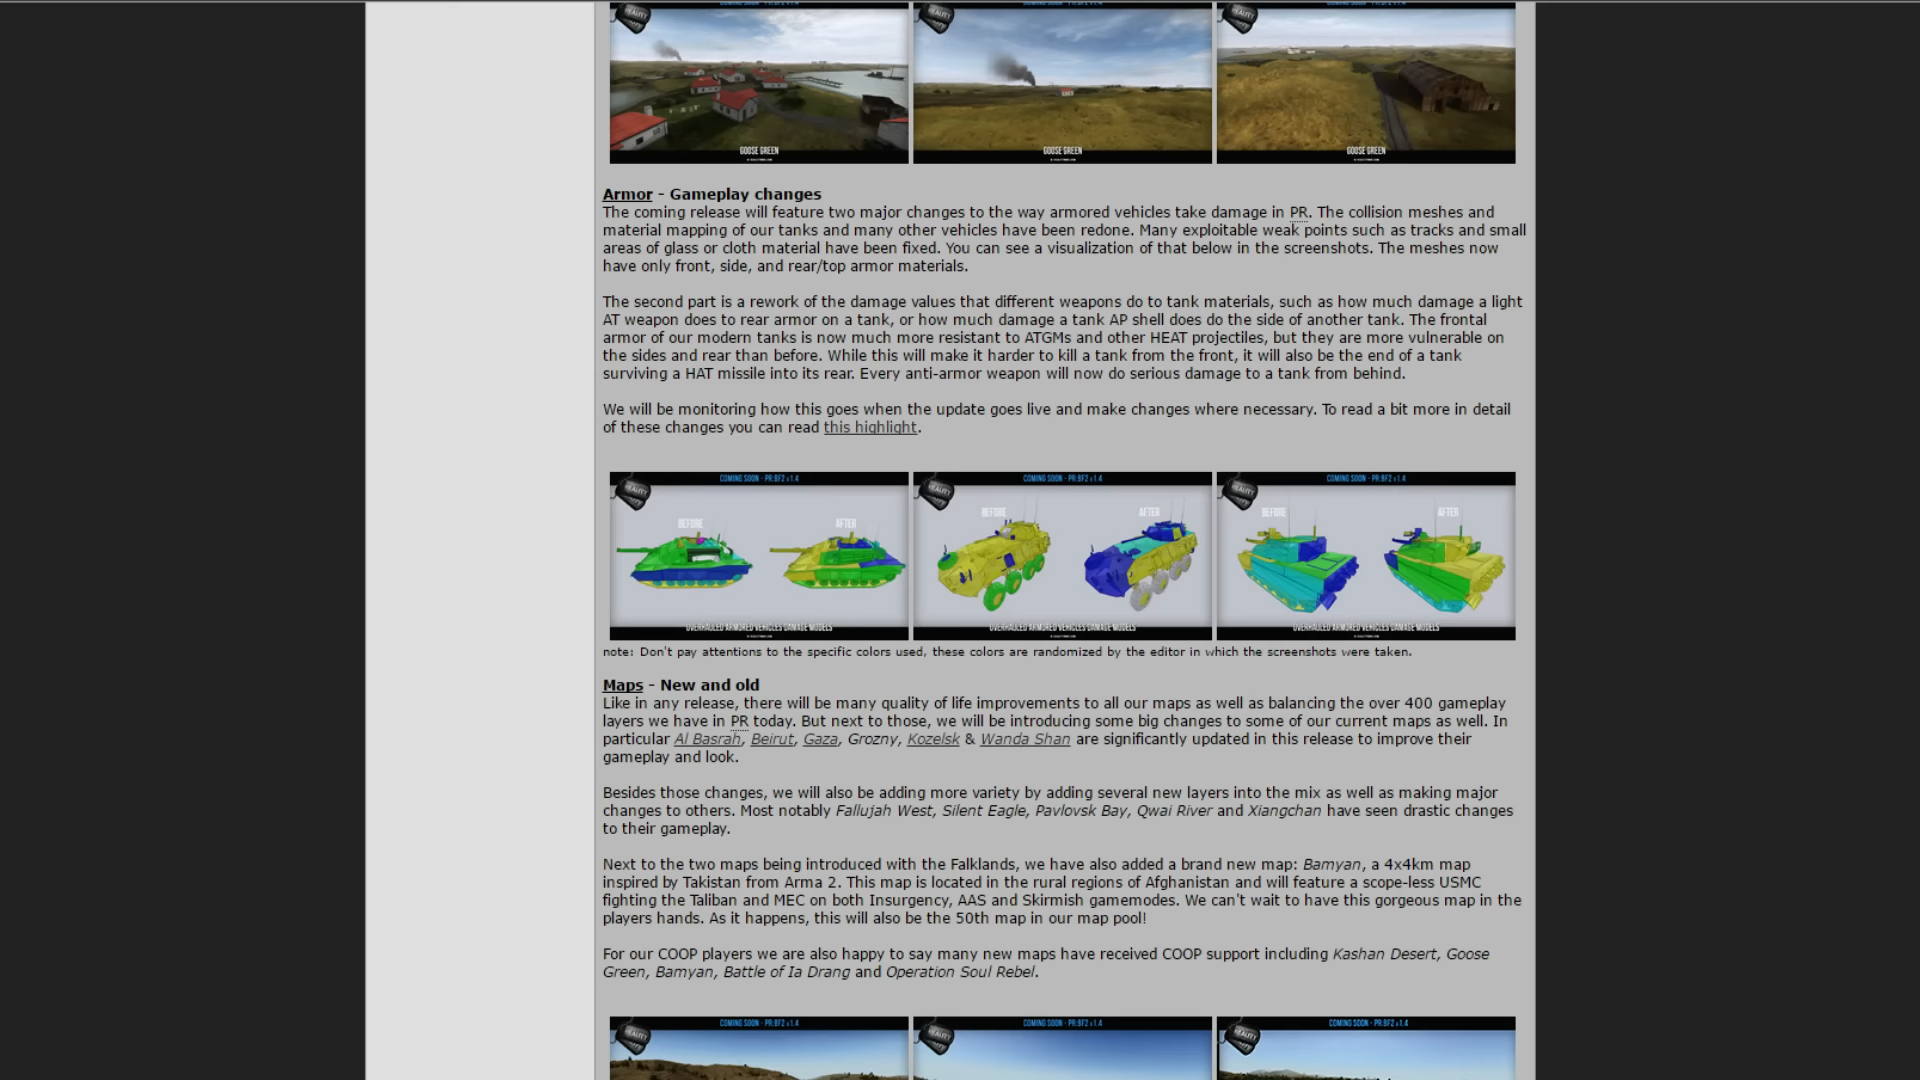 COMING SOON - PR:BF2 v1.4 COMING SOON - PR:BF2 v1.4 COMING SOON - PR:BF2 v1.4
GOOSE GREEN GOOSE GREEN GOOSE GREEN
Armor - Gameplay changes
The coming release will feature two major changes to the way armored vehicles take damage in PR. The collision meshes and
material mapping of our tanks and many other vehicles have been redone. Many exploitable weak points such as tracks and small
areas of glass or cloth material have been fixed. You can see a visualization of that below in the screenshots. The meshes now
have only front, side, and rear/top armor materials.
The second part is a rework of the damage values that different weapons do to tank materials, such as how much damage a light
AT weapon does to rear armor on a tank, or how much damage a tank AP shell does do the side of another tank. The frontal
armor of our modern tanks is now much more resistant to ATGMs and other HEAT projectiles, but they are more vulnerable on
the sides and rear than before. While this will make it harder to kill a tank from the front, it will also be the end of a tank
surviving a HAT missile into its rear. Every anti-armor weapon will now do serious damage to a tank from behind.
We will be monitoring how this goes when the update goes live and make changes where necessary. To read a bit more in detail
of these changes you can read this highlight.
COMING SOON - PR:BF2 v1.4 COMING SOON - PR:BF2 v1.4 COMING SOON - PR:BF2 v1.4
REALITY REALITY REALITY
BEFORE AFTER BEFORE AFTER BEFORE AFTER
OVERHAULED ARMORED VEHICLES DAMAGE MODELS OVERHAULED ARMORED VEHICLES DAMAGE MODELS OVERHAULED ARMORED VEHICLES DAMAGE MODELS
note: Don't pay attentions to the specific colors used, these colors are randomized by the editor in which the screenshots were taken.
Maps - New and old
Like in any release, there will be many quality of life improvements to all our maps as well as balancing the over 400 gameplay
layers we have in PR today. But next to those, we will be introducing some big changes to some of our current maps as well. In
particular Al Basrah, Beirut, Gaza, Grozny, Kozelsk & Wanda Shan are significantly updated in this release to improve their
gameplay and look.
Besides those changes, we will also be adding more variety by adding several new layers into the mix as well as making major
changes to others. Most notably Fallujah West, Silent Eagle, Pavlovsk Bay, Qwai River and Xiangchan have seen drastic changes
to their gameplay.
Next to the two maps being introduced with the Falklands, we have also added a brand new map: Bamyan, a 4x4km map
inspired by Takistan from Arma 2. This map is located in the rural regions of Afghanistan and will feature a scope-less USMC
fighting the Taliban and MEC on both Insurgency, AAS and Skirmish gamemodes. We can't wait to have this gorgeous map in the
players hands. As it happens, this will also be the 50th map in our map pool!
For our COOP players we are also happy to say many new maps have received COOP support including Kashan Desert, Goose
Green, Bamyan, Battle of Ia Drang and Operation Soul Rebel.
COMING SOON - PR:BF2 v1.4 COMING SOON - PR:BF2 v1.4 COMING SOON - PR:BF2 v1.4
REALITY REALITY REALITY